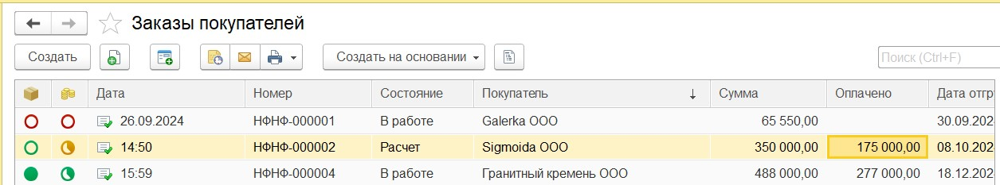 Заказы покупателей
Создать Создать на основании Поиск (Ctrl+F)
Дата Номер Состояние Покупатель ↓ Сумма Оплачено Дата отгр
26.09.2024 НФНФ-000001 В работе Galerka ООО 65 550,00 30.09.202
14:50 НФНФ-000002 Расчет Sigmoida ООО 350 000,00 175 000,00 08.10.202
15:59 НФНФ-000004 В работе Гранитный кремень ООО 488 000,00 277 000,00 18.12.202